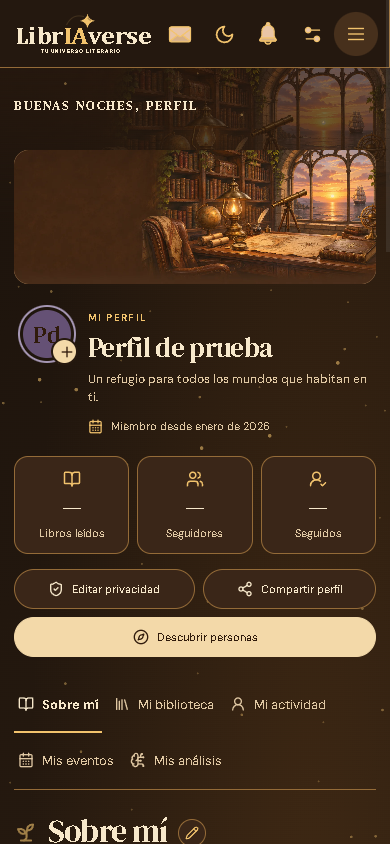 LibrIAverse
TU UNIVERSO LITERARIO
BUENAS NOCHES, PERFIL
Pd
MI PERFIL
Perfil de prueba
Un refugio para todos los mundos que habitan en
ti.
Miembro desde enero de 2026
Libros leídos
Seguidores
Seguidos
Editar privacidad
Compartir perfil
Descubrir personas
Sobre mí
Mi biblioteca
Mi actividad
Mis eventos
Mis análisis
Sobre mí